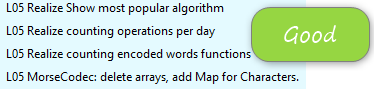 L05 Realize Show most popular algorithm
L05 Realize counting operations per day
Good
L05 Realize counting encoded words functions
L05 MorseCodec: delete arrays, add Map for Characters.